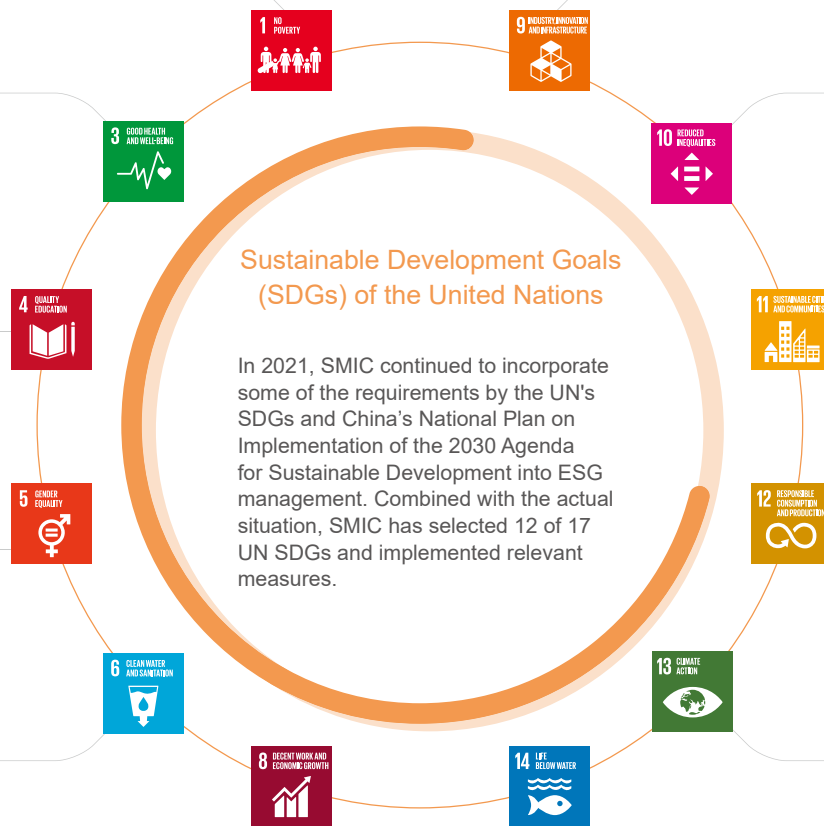 1 NO
POVERTY
9 INDUSTRY, INNOVATION
AND INFRASTRUCTURE
3 GOOD HEALTH
AND WELL-BEING
10 REDUCED
INEQUALITIES
Sustainable Development Goals
(SDGs) of the United Nations
4 QUALITY
EDUCATION
11 SUSTAINABLE CITIE
AND COMMUNITIES
In 2021, SMIC continued to incorporate
some of the requirements by the UN's
SDGs and China’s National Plan on
Implementation of the 2030 Agenda
for Sustainable Development into ESG
management. Combined with the actual
situation, SMIC has selected 12 of 17
UN SDGs and implemented relevant
measures.
5 GENDER
EQUALITY
12 RESPONSIBLE
CONSUMPTION
AND PRODUCTION
6 CLEAN WATER
AND SANITATION
13 CLIMATE
ACTION
8 DECENT WORK AND
ECONOMIC GROWTH
14 LIFE
BELOW WATER